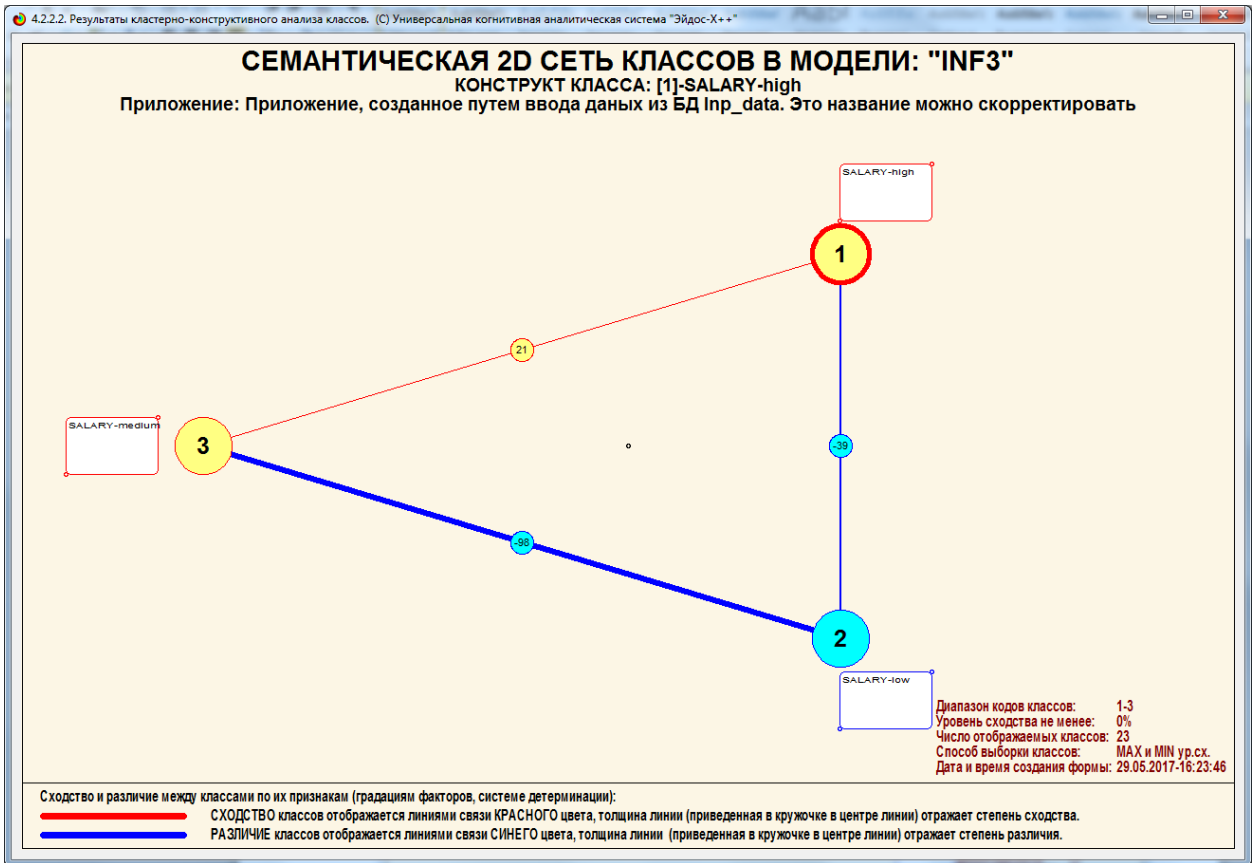 4.2.2.2. Результаты кластерно-конструктивного анализа классов. (C) Универсальная когнитивная аналитическая система "Эйдос-X++"
СЕМАНТИЧЕСКАЯ 2D СЕТЬ КЛАССОВ В МОДЕЛИ: "INF3"
КОНСТРУКТ КЛАССА: [1]-SALARY-high
Приложение: Приложение, созданное путем ввода даных из БД Inp_data. Это название можно скорректировать
SALARY-high
1
21
SALARY-medium
3
-39
-98
2
SALARY-low
Диапазон кодов классов: 1-3
Уровень сходства не менее: 0%
Число отображаемых классов: 23
Способ выборки классов: MAX и MIN ур.сх.
Дата и время создания формы: 29.05.2017-16:23:46
Сходство и различие между классами по их признакам (градациям факторов, системе детерминации):
СХОДСТВО классов отображается линиями связи КРАСНОГО цвета, толщина линии (приведенная в кружочке в центре линии) отражает степень сходства.
РАЗЛИЧИЕ классов отображается линиями связи СИНЕГО цвета, толщина линии (приведенная в кружочке в центре линии) отражает степень различия.